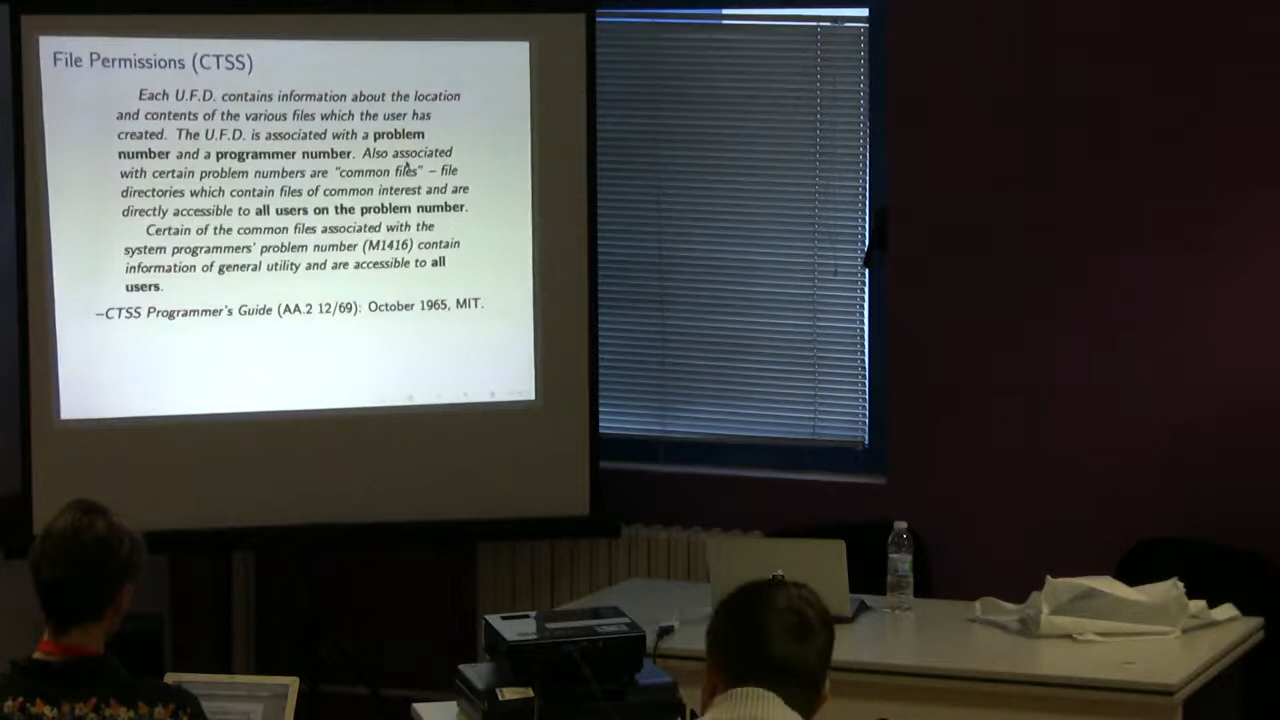 File Permissions (CTSS)
Each U.F.D. contains information about the location
and contents of the various files which the user has
created. The U.F.D. is associated with a problem
number and a programmer number. Also associated
with certain problem numbers are "common files" – file
directories which contain files of common interest and are
directly accessible to all users on the problem number.
Certain of the common files associated with the
system programmers' problem number (M1416) contain
information of general utility and are accessible to all
users.
–CTSS Programmer's Guide (AA.2 12/69): October 1965, MIT.